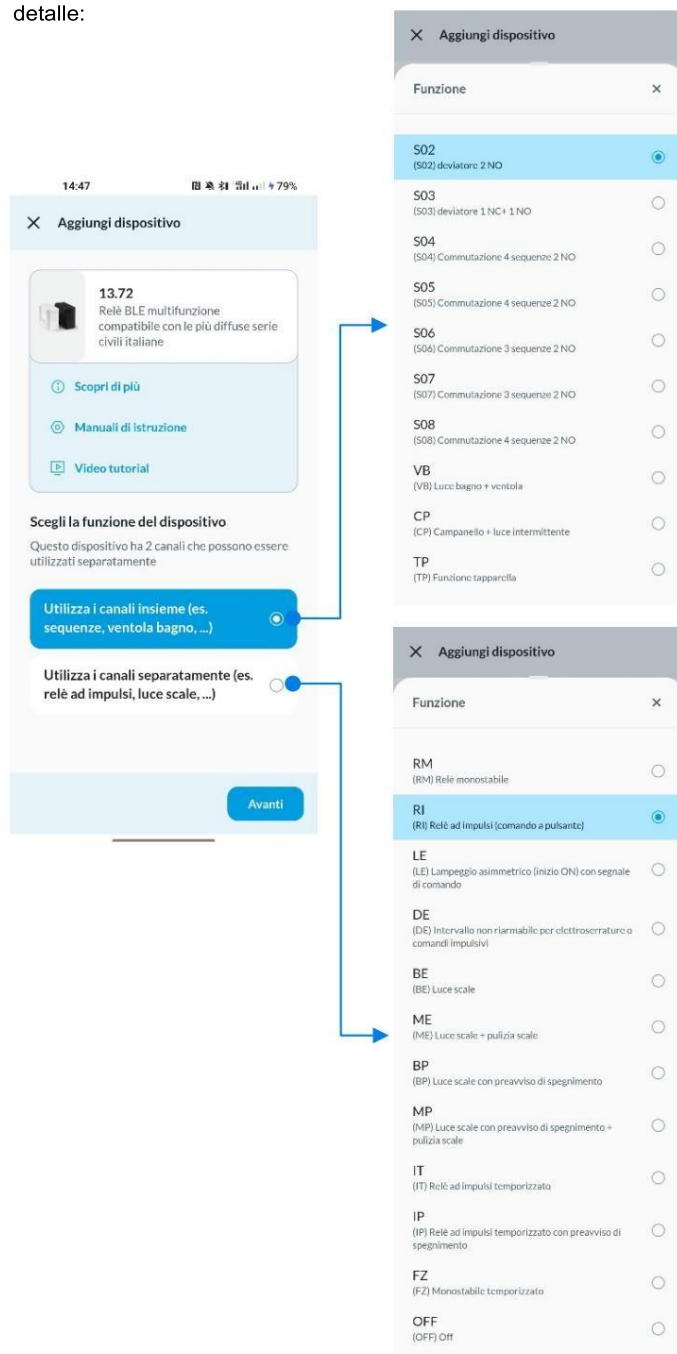 detalle:
14:47
79%
Aggiungi dispositivo
13.72
Relè BLE multifunzione
compatibile con le più diffuse serie
civili italiane
Scopri di più
Manuali di istruzione
Video tutorial
Scegli la funzione del dispositivo
Questo dispositivo ha 2 canali che possono essere
utilizzati separatamente
Utilizza i canali insieme (es.
sequenze, ventola bagno, ...)
Utilizza i canali separatamente (es.
relè ad impulsi, luce scale, ...)
Avanti
Aggiungi dispositivo
Funzione
S02
(S02) deviatore 2 NO
S03
(S03) deviatore 1 NC+ 1 NO
S04
(S04) Commutazione 4 sequenze 2 NO
S05
(S05) Commutazione 4 sequenze 2 NO
S06
(S06) Commutazione 3 sequenze 2 NO
S07
(S07) Commutazione 3 sequenze 2 NO
S08
(S08) Commutazione 4 sequenze 2 NO
VB
(VB) Luce bagno + ventola
CP
(CP) Campanello + luce intermittente
TP
(TP) Funzione tapparella
Aggiungi dispositivo
Funzione
RM
(RM) Relè monostabile
RI
(RI) Relè ad impulsi (comando a pulsante)
LE
(LE) Lampeggio asimmetrico (inizio ON) con segnale
di comando
DE
(DE) Intervallo non riarmabile per elettroserrature o
comandi impulsivi
BE
(BE) Luce scale
ME
(ME) Luce scale + pulizia scale
BP
(BP) Luce scale con preavviso di spegnimento
MP
(MP) Luce scale con preavviso di spegnimento +
pulizia scale
IT
(IT) Relè ad impulsi temporizzato
IP
(IP) Relè ad impulsi temporizzato con preavviso di
spegnimento
FZ
(FZ) Monostabile temporizzato
OFF
(OFF) Off